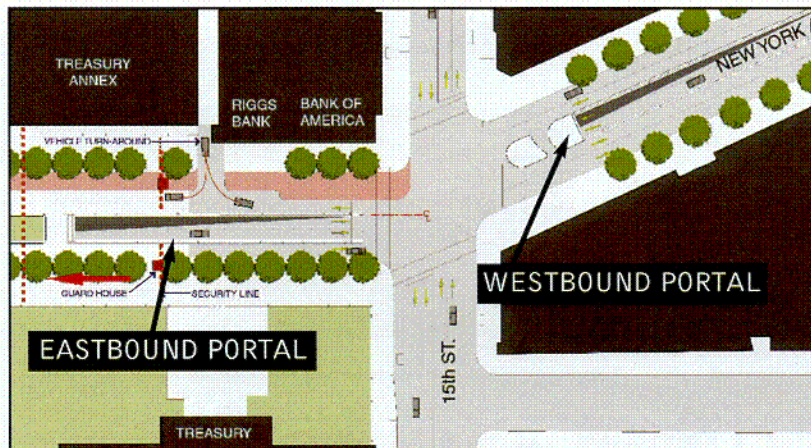 TREASURY
ANNEX
RIGGS
BANK
BANK OF
AMERICA
VEHICLE TURN-AROUND
NEW YORK
WESTBOUND PORTAL
GUARD HOUSE
SECURITY LINE
EASTBOUND PORTAL
15th ST.
TREASURY